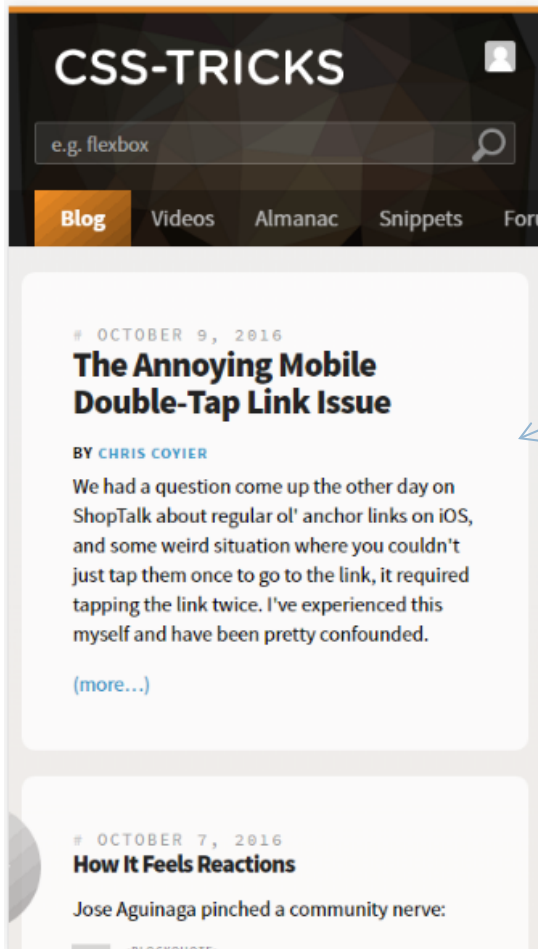 CSS-TRICKS
e.g. flexbox
Blog Videos Almanac Snippets
# OCTOBER 9, 2016
The Annoying Mobile
Double-Tap Link Issue
BY CHRIS COYIER
We had a question come up the other day on
ShopTalk about regular ol' anchor links on iOS,
and some weird situation where you couldn't
just tap them once to go to the link, it required
tapping the link twice. I've experienced this
myself and have been pretty confounded.
(more…)
# OCTOBER 7, 2016
How It Feels Reactions
Jose Aguinaga pinched a community nerve: